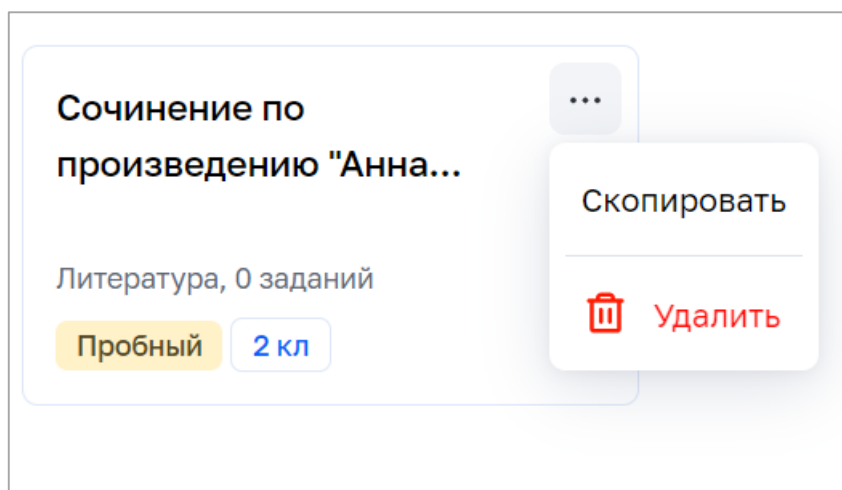 Сочинение по
произведению "Анна...
Скопировать
Литература, 0 заданий
Удалить
Пробный
2 кл